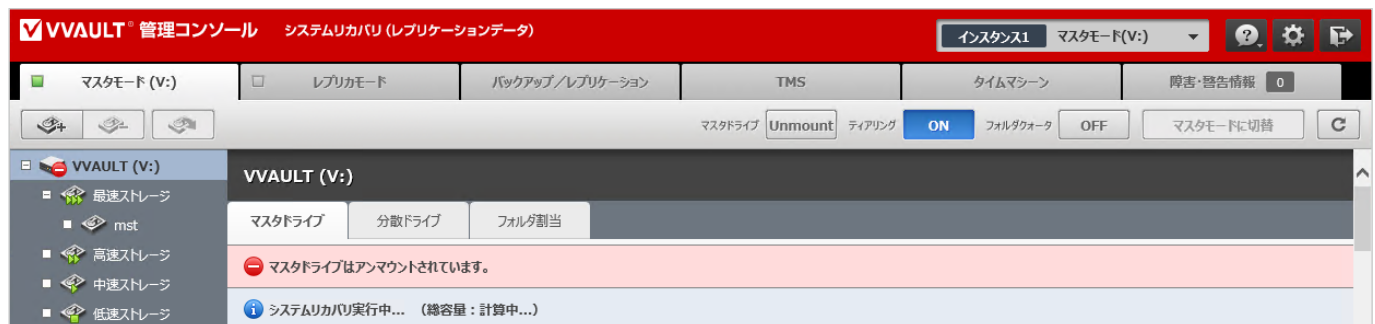 VVAULT® 管理コンソール システムリカバリ（レプリケーションデータ） インスタンス1 マスタモード(V:)
マスタモード (V:) レプリカモード バックアップ／レプリケーション TMS タイムマシーン 障害・警告情報 0
マスタドライブ Unmount ティアリング ON フォルダクォータ OFF マスタモードに切替
VVAULT (V:)
最速ストレージ
mst
高速ストレージ
中速ストレージ
低速ストレージ
VVAULT (V:)
マスタドライブ 分散ドライブ フォルダ割当
マスタドライブはアンマウントされています。
システムリカバリ実行中... （総容量：計算中...）